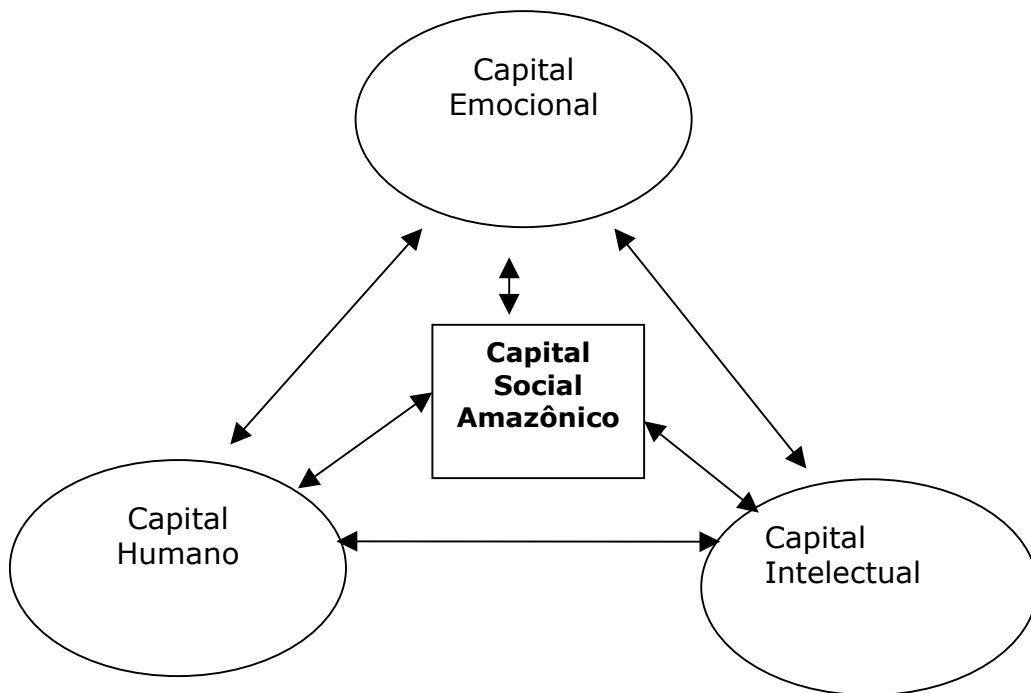 Capital
Emocional
Capital
Social
Amazônico
Capital
Humano
Capital
Intelectual